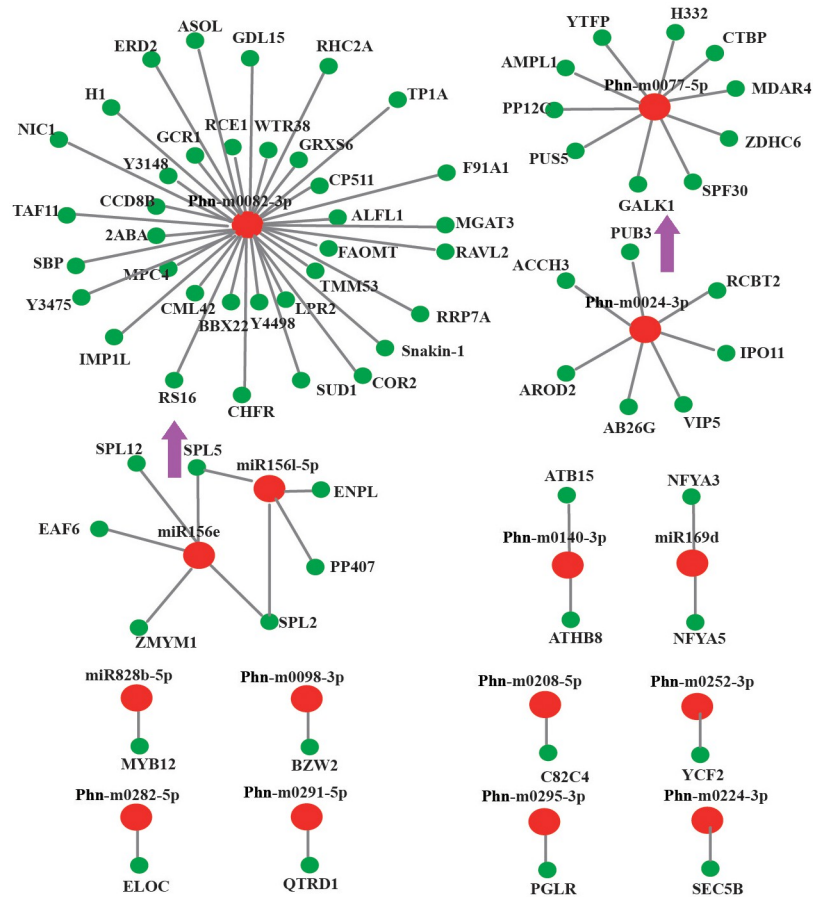 ASOL
GDL15
ERD2
RHC2A
H1
TP1A
NIC1
GCR1
RCE1
WTR38
GRXS6
Y3148
F91A1
CP511
CCD8B
Phn-m0082-3p
TAF11
ALFL1
MGAT3
2ABA
FAOMT
RAVL2
SBP
MPC4
TMM53
Y3475
CML42
BBX22
Y4498
LPR2
RRP7A
IMP1L
Snakin-1
RS16
CHFR
SUD1
COR2
YTFP
H332
CTBP
AMPL1
Phn-m0077-5p
MDAR4
PP12C
ZDHC6
PUS5
SPF30
GALK1
PUB3
ACCH3
RCBT2
Phn-m0024-3p
IPO11
AROD2
AB26G
VIP5
SPL12
SPL5
miR156l-5p
ENPL
EAF6
miR156e
PP407
ZMYM1
SPL2
ATB15
NFYA3
Phn-m0140-3p
miR169d
ATHB8
NFYA5
miR828b-5p
Phn-m0098-3p
MYB12
BZW2
Phn-m0208-5p
Phn-m0252-3p
C82C4
YCF2
Phn-m0282-5p
Phn-m0291-5p
ELOC
QTRD1
Phn-m0295-3p
Phn-m0224-3p
PGLR
SEC5B